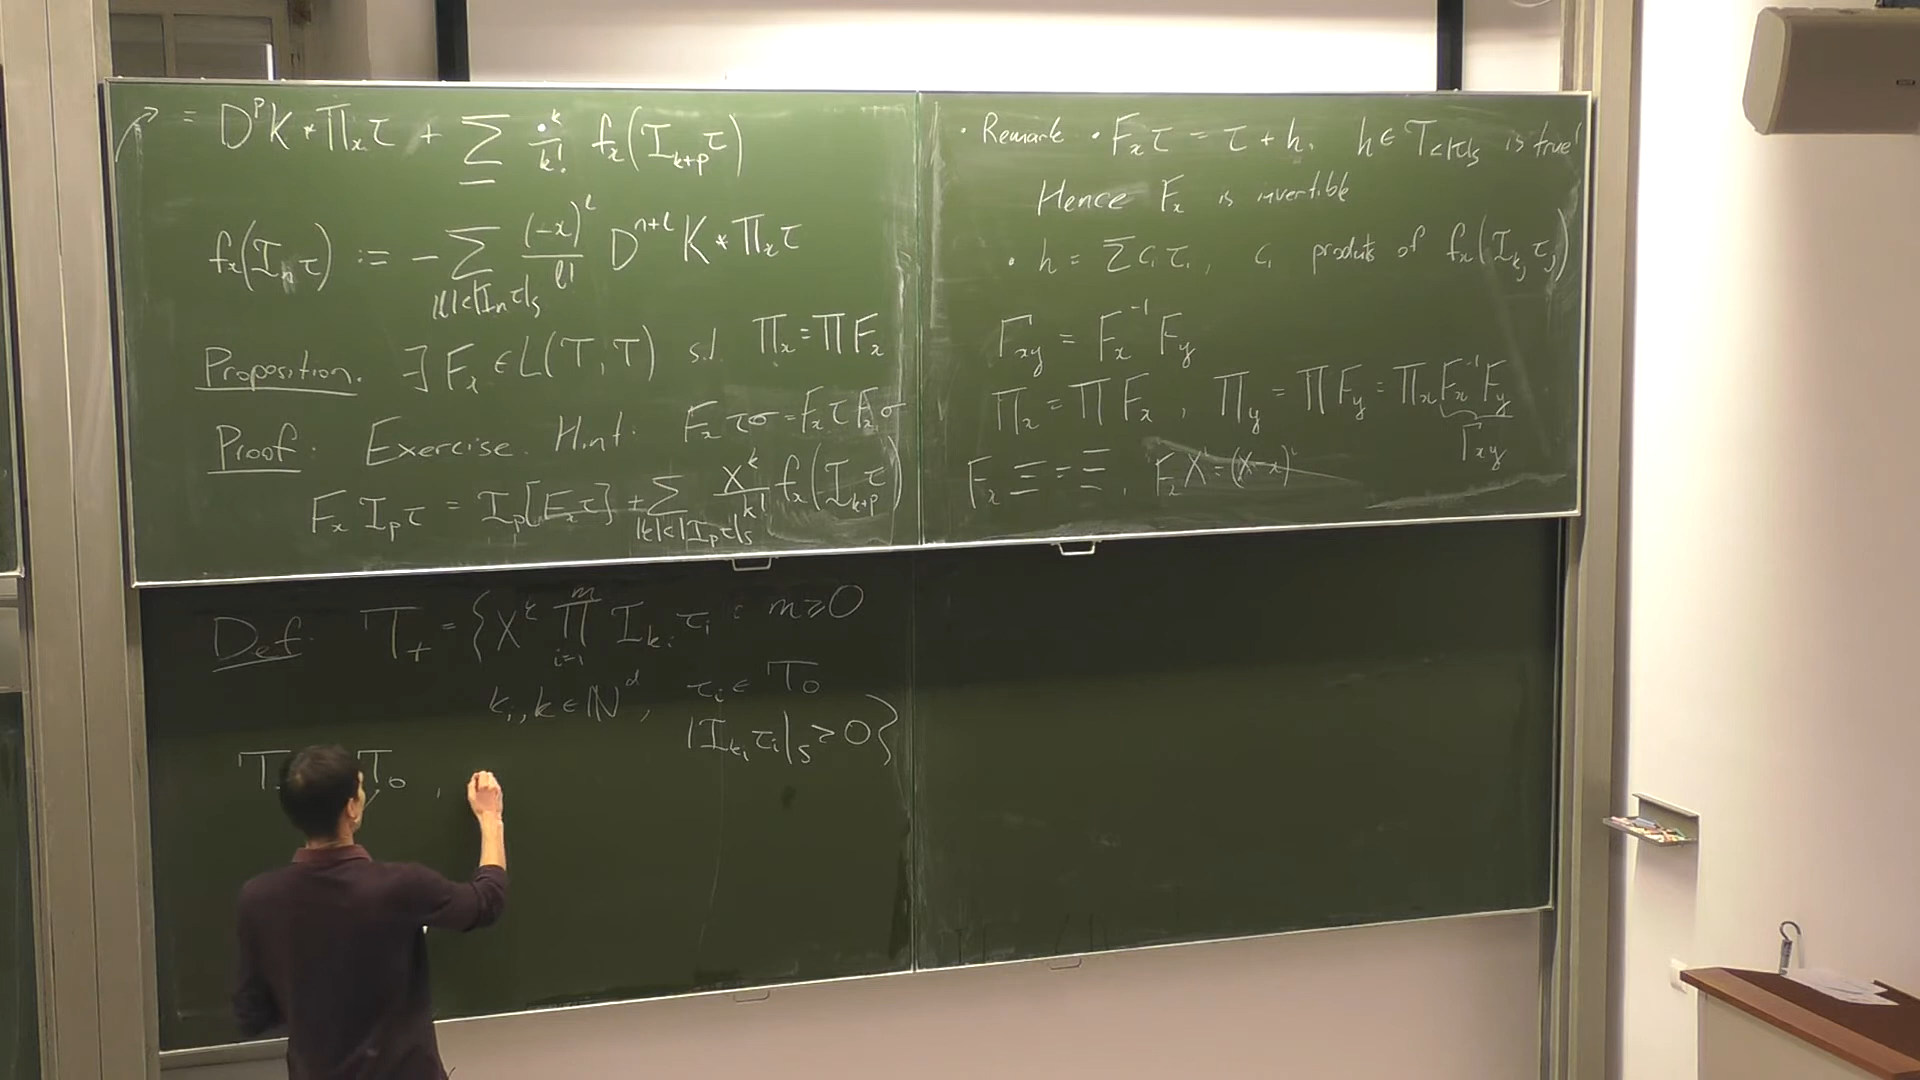 = D^p K * Π_x τ + Σ ·^k/k! f_x(I_{k+p} τ)
f_x(I_n τ) := - Σ_{|l|<|I_n τ|_s} (-x)^l/l! D^{n+l} K * Π_x τ
Proposition. ∃ F_x ∈ L(T,T) s.t. Π_x = Π F_x
Proof: Exercise. Hint: F_x τσ = F_x τ F_x σ
F_x I_p τ = I_p[F_x τ] + Σ_{|k|<|I_p τ|_s} X^k/k! f_x(I_{k+p} τ)
· Remark · F_x τ = τ + h, h ∈ T_{<|τ|_s} is true!
Hence F_x is invertible
· h = Σ c_i τ_i, c_i products of f_x(I_{k_j} τ_j)
Γ_{xy} = F_x^{-1} F_y
Π_x = Π F_x, Π_y = Π F_y = Π_x F_x^{-1} F_y
Γ_{xy}
F_x Ξ = Ξ, F_x X^k = (X - x)^k
Def: T_+ = { X^k ∏_{i=1}^m I_{k_i} τ_i : m ≥ 0
k_i, k ∈ ℕ^d, τ_i ∈ T_0
|I_{k_i} τ_i|_s > 0 }
T T_0 ,